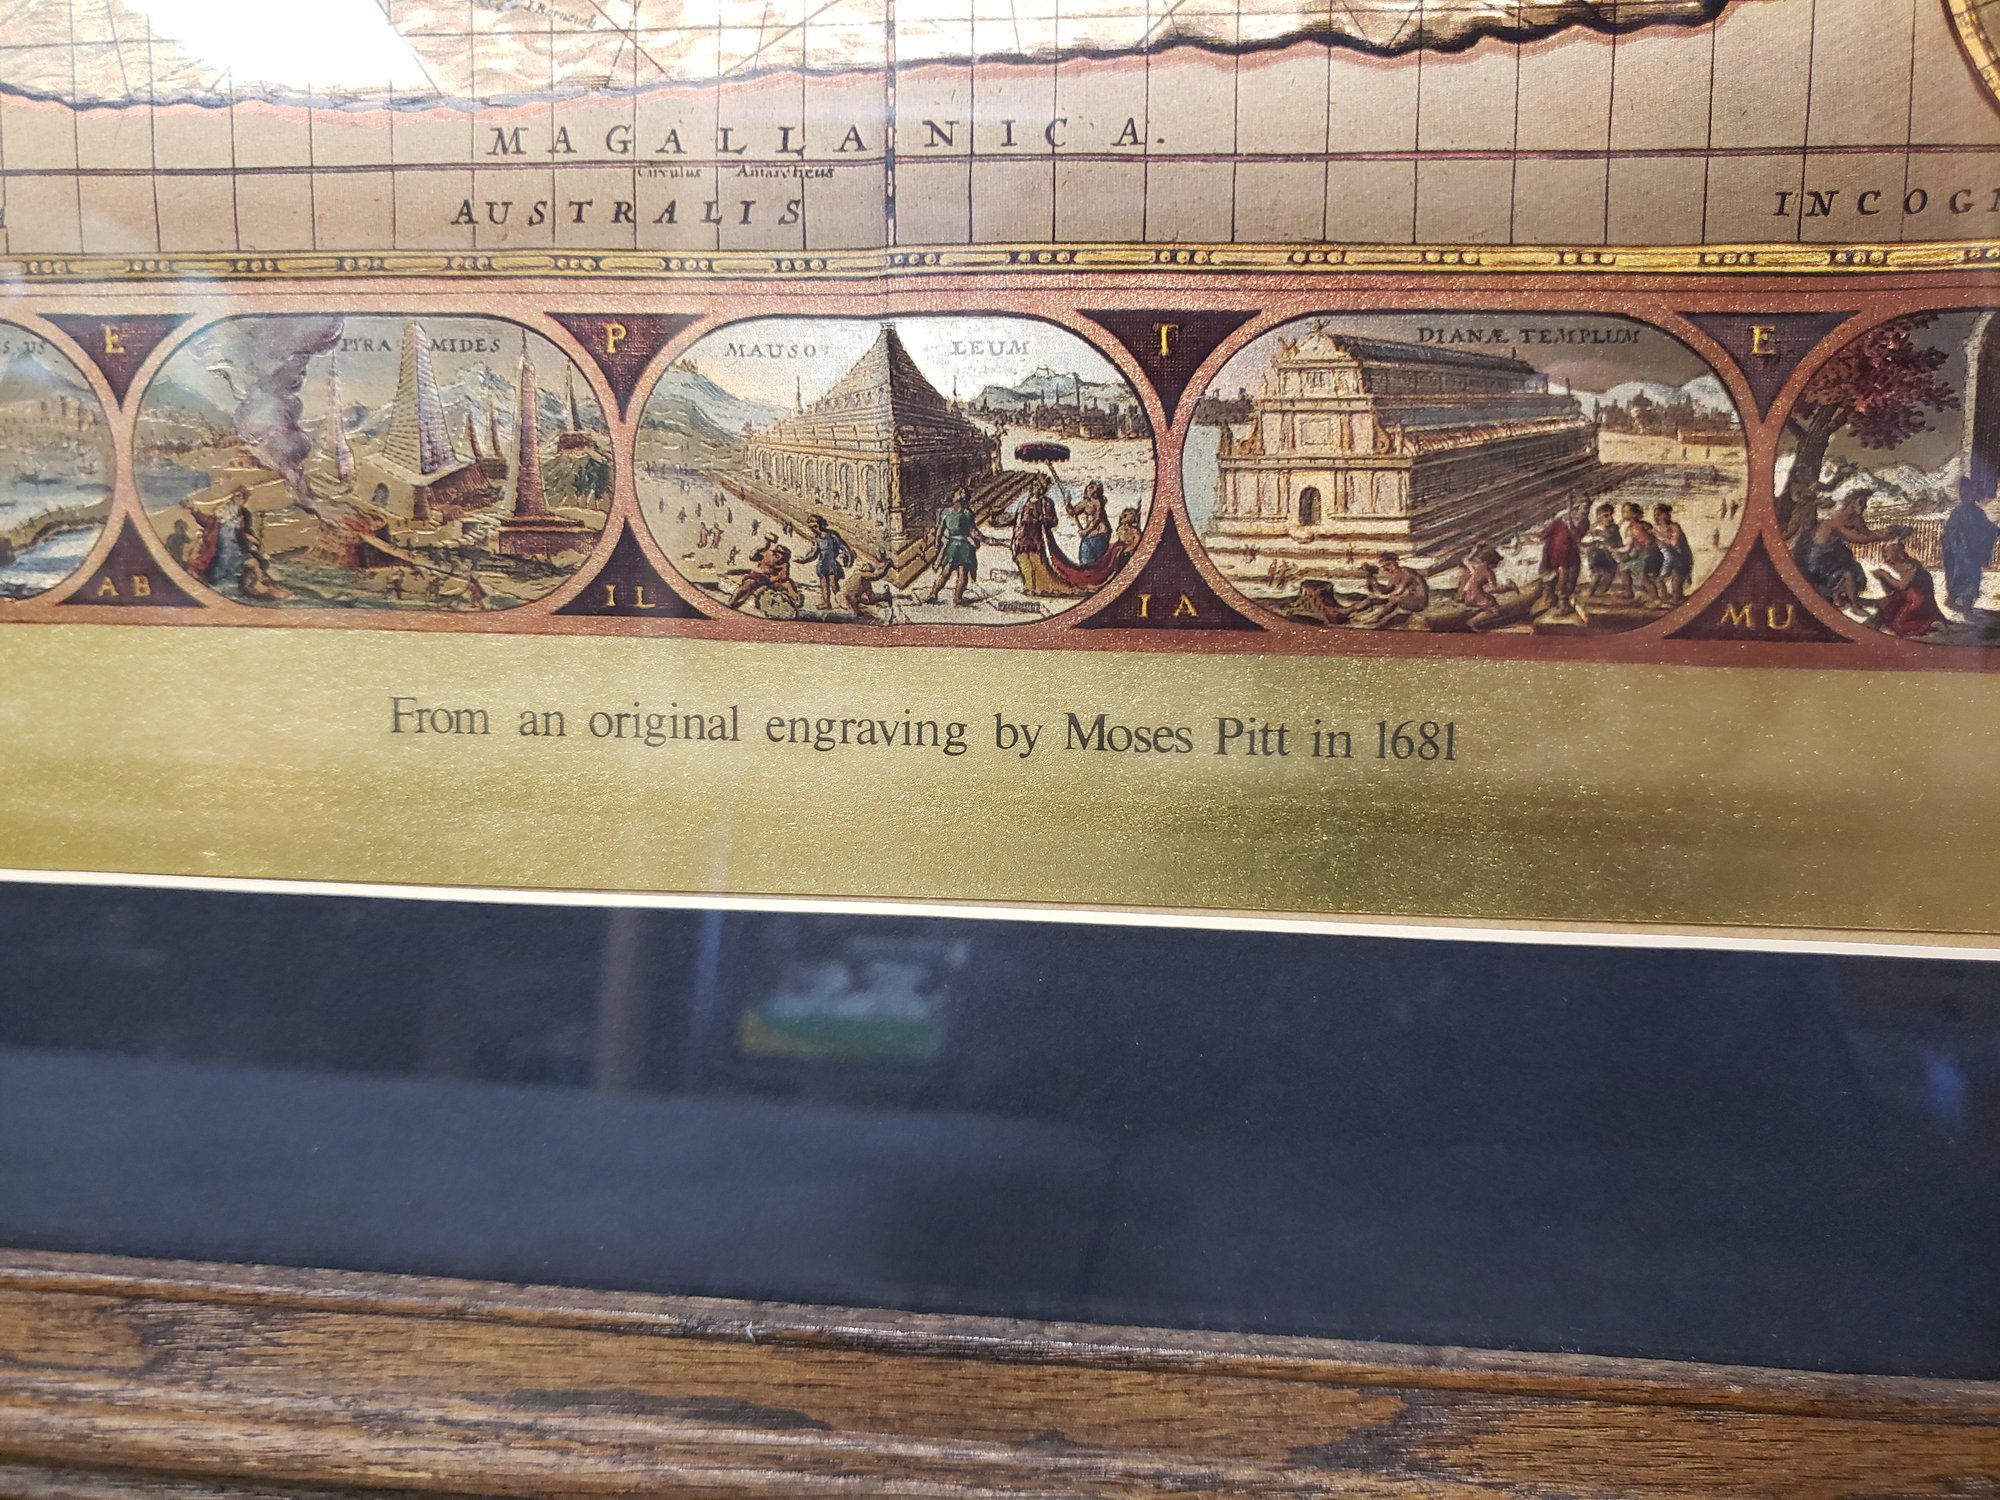 MAGALLANICA.
Circulus Antarcticus
AUSTRALIS
INCOGN
E P T E
PYRA MIDES
MAUSO LEUM
DIANÆ TEMPLUM
AB IL IA MU
From an original engraving by Moses Pitt in 1681